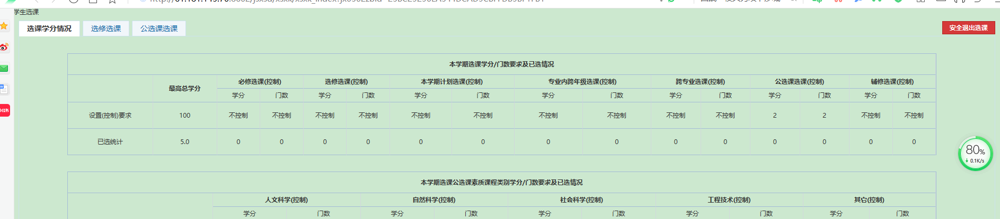 学生选课
选课学分情况 选修选课 公选课选课 安全退出选课
本学期选课学分/门数要求及已选情况
最高总学分 必修选课(控制) 选修选课(控制) 本学期计划选课(控制) 专业内跨年级选课(控制) 跨专业选课(控制) 公选课选课(控制) 辅修选课(控制)
学分 门数 学分 门数 学分 门数 学分 门数 学分 门数 学分 门数 学分 门数
设置(控制)要求 100 不控制 不控制 不控制 不控制 不控制 不控制 不控制 不控制 不控制 不控制 2 2 不控制 不控制
已选统计 5.0 0 0 0 0 0 0 0 0 0 0 0 0 0 0
80%
0.1K/s
本学期选课公选课素质课程类别学分/门数要求及已选情况
人文科学(控制) 自然科学(控制) 社会科学(控制) 工程技术(控制) 其它(控制)
学分 门数 学分 门数 学分 门数 学分 门数 学分 门数